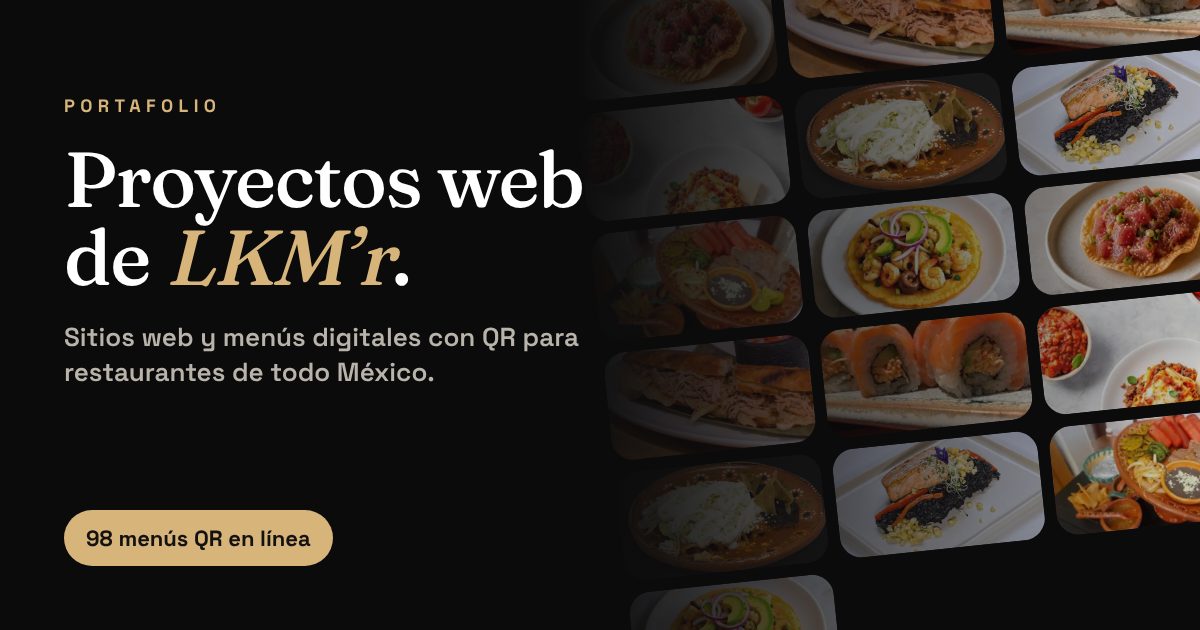 PORTAFOLIO
Proyectos web
de LKM’r.
Sitios web y menús digitales con QR para
restaurantes de todo México.
98 menús QR en línea